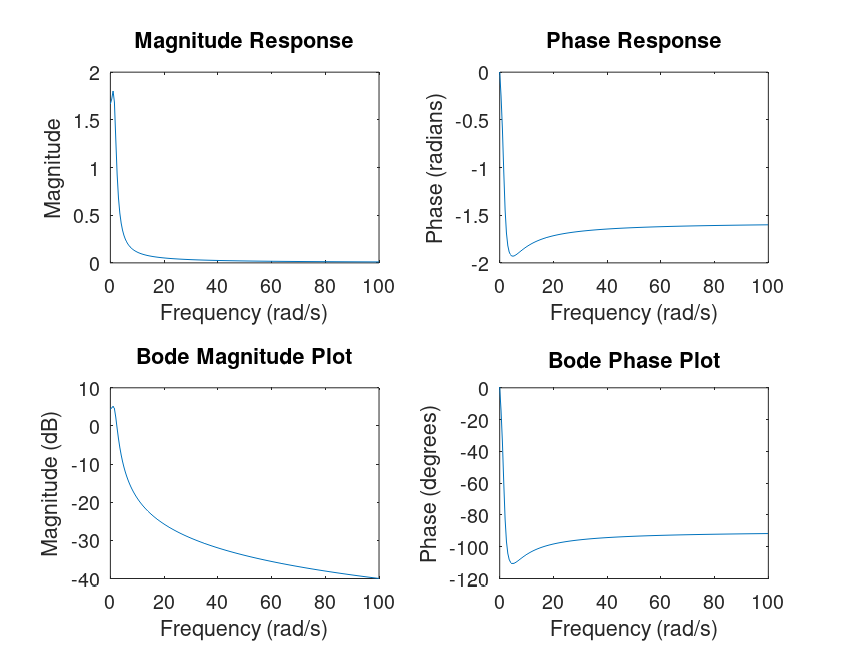 Magnitude Response
2
1.5
1
0.5
0
Magnitude
0 20 40 60 80 100
Frequency (rad/s)
Phase Response
0
-0.5
-1
-1.5
-2
Phase (radians)
0 20 40 60 80 100
Frequency (rad/s)
Bode Magnitude Plot
10
0
-10
-20
-30
-40
Magnitude (dB)
0 20 40 60 80 100
Frequency (rad/s)
Bode Phase Plot
0
-20
-40
-60
-80
-100
-120
Phase (degrees)
0 20 40 60 80 100
Frequency (rad/s)